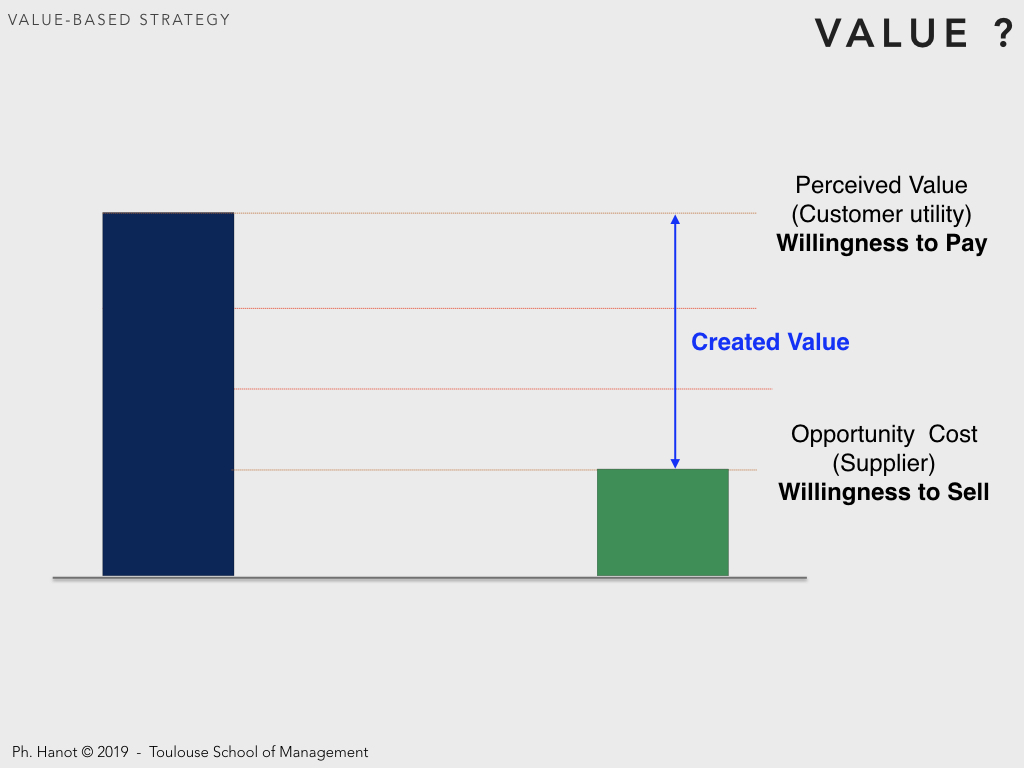 VALUE-BASED STRATEGY
VALUE ?
Perceived Value
(Customer utility)
Willingness to Pay
Created Value
Opportunity  Cost
(Supplier)
Willingness to Sell
Ph. Hanot © 2019  -  Toulouse School of Management